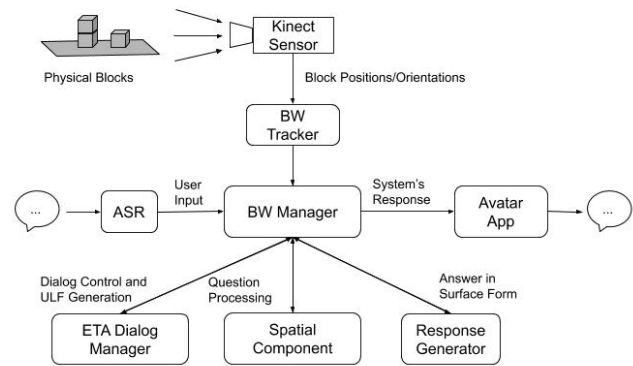 Kinect
Sensor
Physical Blocks
Block Positions/Orientations
BW
Tracker
...
ASR
User
Input
BW Manager
System's
Response
Avatar
App
...
Dialog Control and
ULF Generation
Question
Processing
Answer in
Surface Form
ETA Dialog
Manager
Spatial
Component
Response
Generator